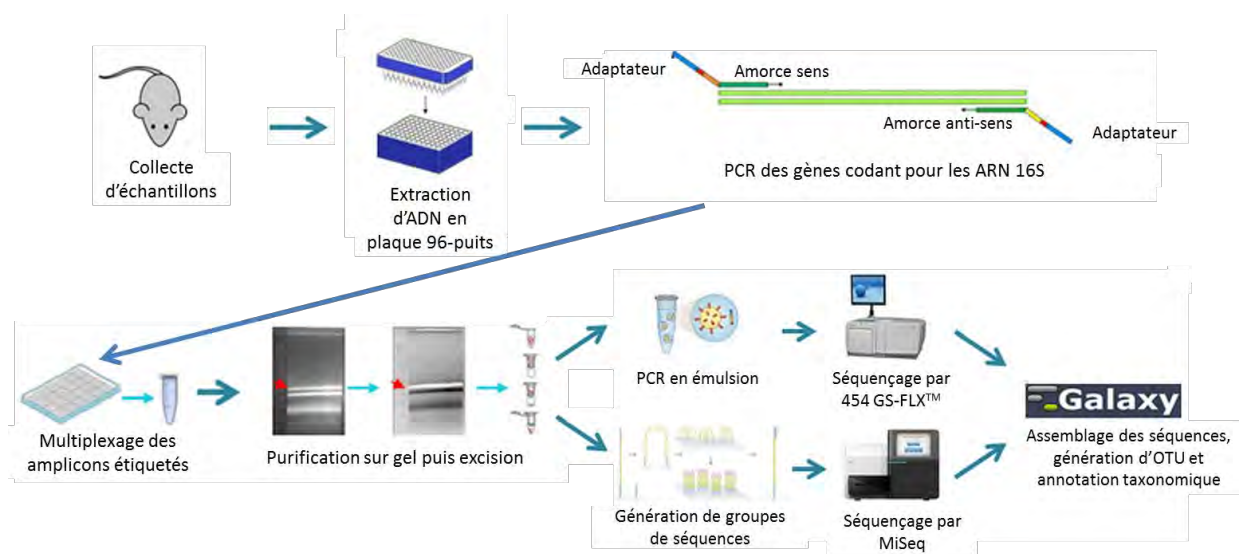 Collecte
d'échantillons
Extraction
d'ADN en
plaque 96-puits
Adaptateur
Amorce sens
Amorce anti-sens
Adaptateur
PCR des gènes codant pour les ARN 16S
Multiplexage des
amplicons étiquetés
Purification sur gel puis excision
PCR en émulsion
Séquençage par
454 GS-FLX™
Génération de groupes
de séquences
Séquençage par
MiSeq
Galaxy
Assemblage des séquences,
génération d'OTU et
annotation taxonomique